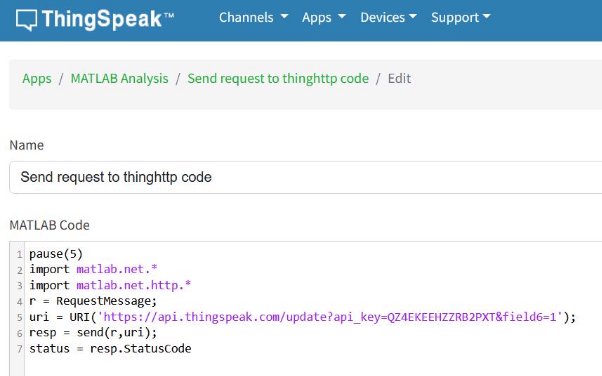 ThingSpeak™ Channels Apps Devices Support
Apps / MATLAB Analysis / Send request to thinghttp code / Edit
Name
Send request to thinghttp code
MATLAB Code
1 pause(5)
2 import matlab.net.*
3 import matlab.net.http.*
4 r = RequestMessage;
5 uri = URI('https://api.thingspeak.com/update?api_key=QZ4EKEEHZZRB2PXT&field6=1');
6 resp = send(r,uri);
7 status = resp.StatusCode